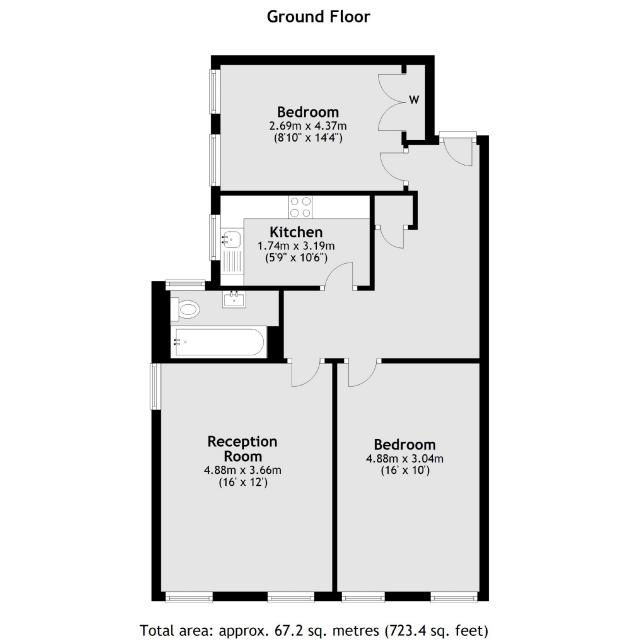 Ground Floor
Bedroom
2.69m x 4.37m
(8'10" x 14'4")
W
Kitchen
1.74m x 3.19m
(5'9" x 10'6")
Reception
Room
4.88m x 3.66m
(16' x 12')
Bedroom
4.88m x 3.04m
(16' x 10')
Total area: approx. 67.2 sq. metres (723.4 sq. feet)